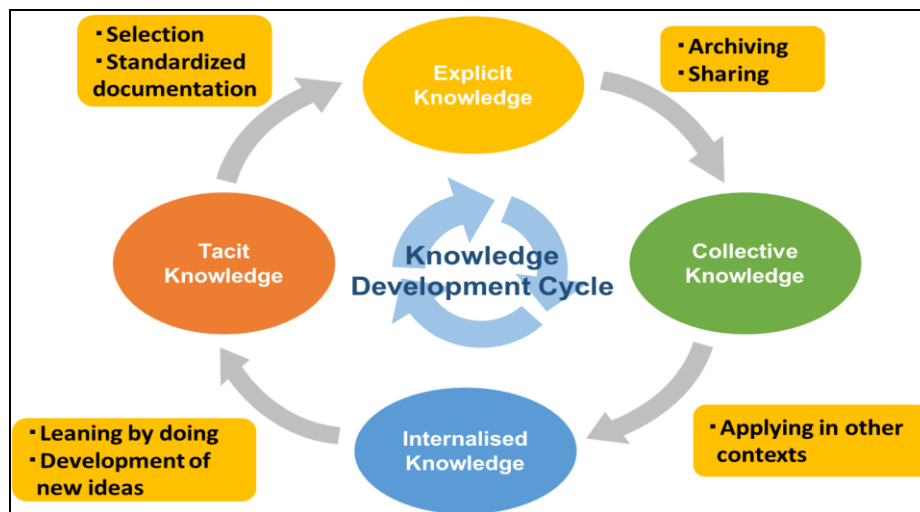 ・Selection
・Standardized
documentation
Explicit
Knowledge
・Archiving
・Sharing
Tacit
Knowledge
Knowledge
Development Cycle
Collective
Knowledge
・Leaning by doing
・Development of
new ideas
Internalised
Knowledge
・Applying in other
contexts